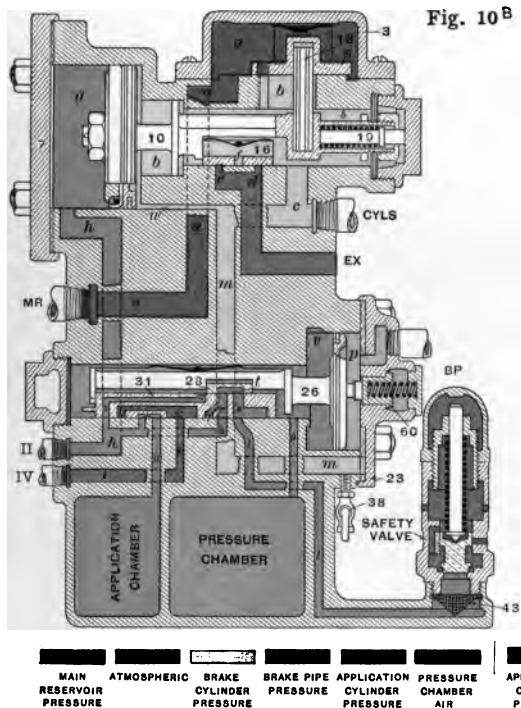 Fig. 10B
3
18
5
g
b
b
10
19
b
16
7
c
CYLS
h
EX
m
MR
v
p
BP
31
28
26
60
II
h
m
23
IV
38
APPLICATION CHAMBER
PRESSURE CHAMBER
SAFETY VALVE
43
MAIN RESERVOIR PRESSURE
ATMOSPHERIC
BRAKE CYLINDER PRESSURE
BRAKE PIPE PRESSURE
APPLICATION CYLINDER PRESSURE
PRESSURE CHAMBER AIR